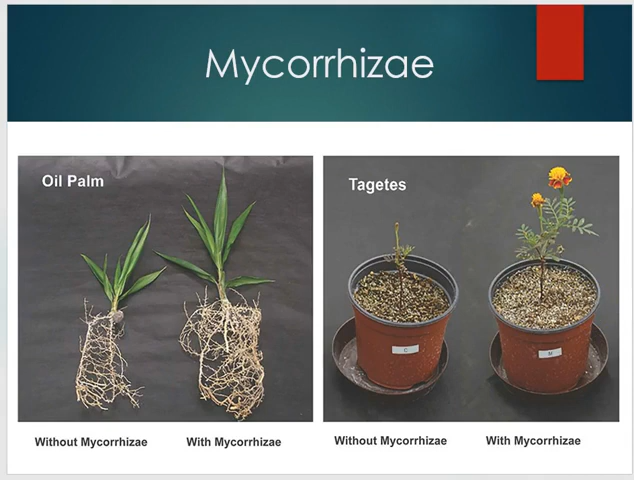 Mycorrhizae
Oil Palm
Tagetes
C
M
Without Mycorrhizae
With Mycorrhizae
Without Mycorrhizae
With Mycorrhizae